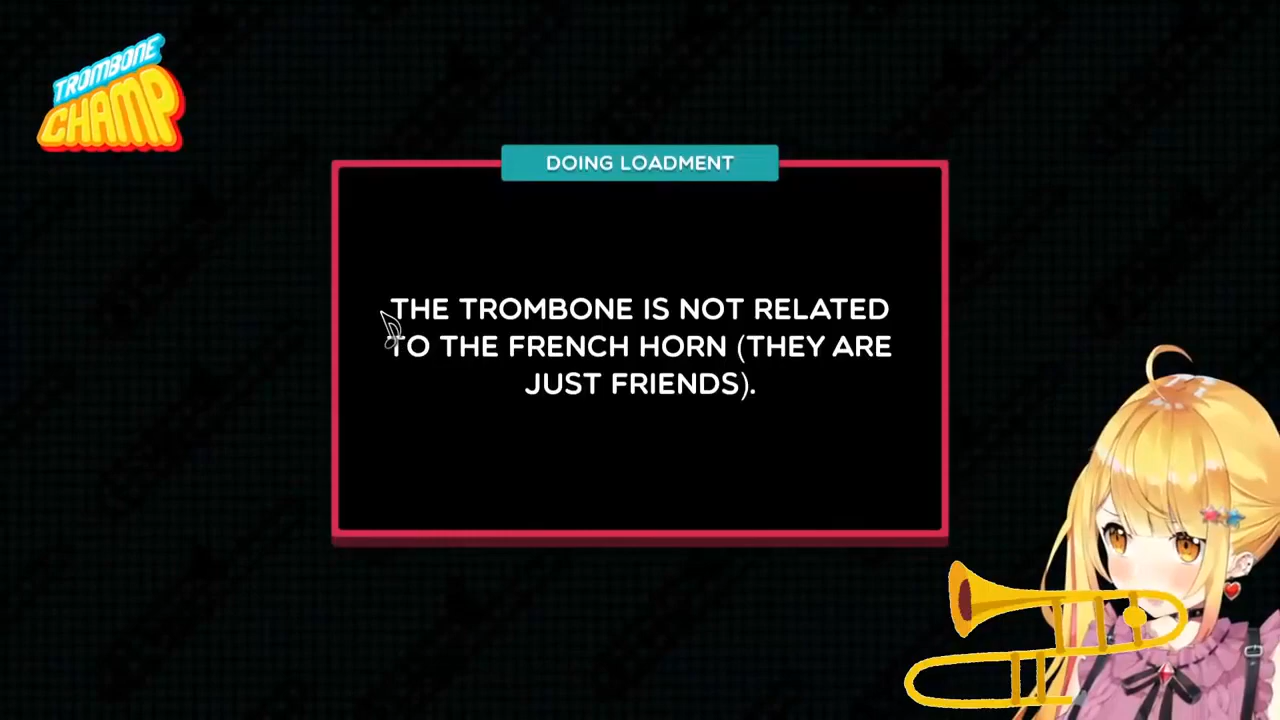 TROMBONE
CHAMP
DOING LOADMENT
THE TROMBONE IS NOT RELATED
TO THE FRENCH HORN (THEY ARE
JUST FRIENDS).